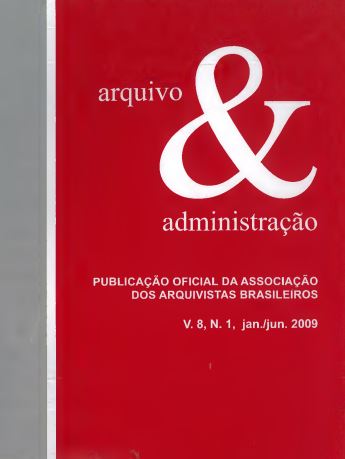 arquivo
&
administração
PUBLICAÇÃO OFICIAL DA ASSOCIAÇÃO
DOS ARQUIVISTAS BRASILEIROS
V. 8, N. 1, jan./jun. 2009